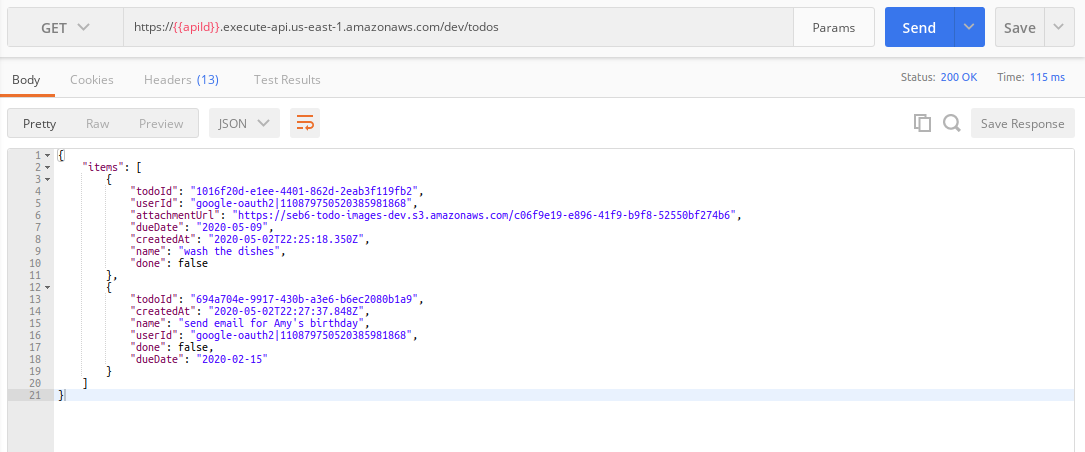 GET https://{{apiId}}.execute-api.us-east-1.amazonaws.com/dev/todos Params Send Save
Body Cookies Headers (13) Test Results Status: 200 OK Time: 115 ms
Pretty Raw Preview JSON Save Response
1 {
2 "items": [
3 {
4 "todoId": "1016f20d-e1ee-4401-862d-2eab3f119fb2",
5 "userId": "google-oauth2|110879750520385981868",
6 "attachmentUrl": "https://seb6-todo-images-dev.s3.amazonaws.com/c06f9e19-e896-41f9-b9f8-52550bf274b6",
7 "dueDate": "2020-05-09",
8 "createdAt": "2020-05-02T22:25:18.350Z",
9 "name": "wash the dishes",
10 "done": false
11 },
12 {
13 "todoId": "694a704e-9917-430b-a3e6-b6ec2080b1a9",
14 "createdAt": "2020-05-02T22:27:37.848Z",
15 "name": "send email for Amy's birthday",
16 "userId": "google-oauth2|110879750520385981868",
17 "done": false,
18 "dueDate": "2020-02-15"
19 }
20 ]
21 }